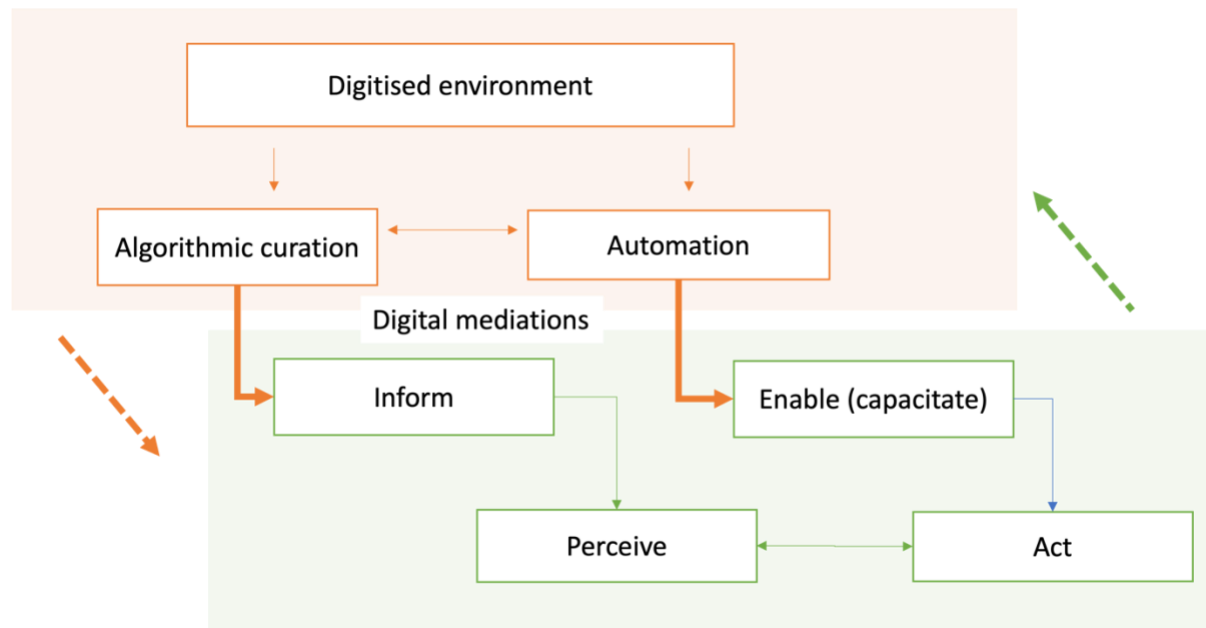 Digitised environment
Algorithmic curation
Automation
Digital mediations
Inform
Enable (capacitate)
Perceive
Act